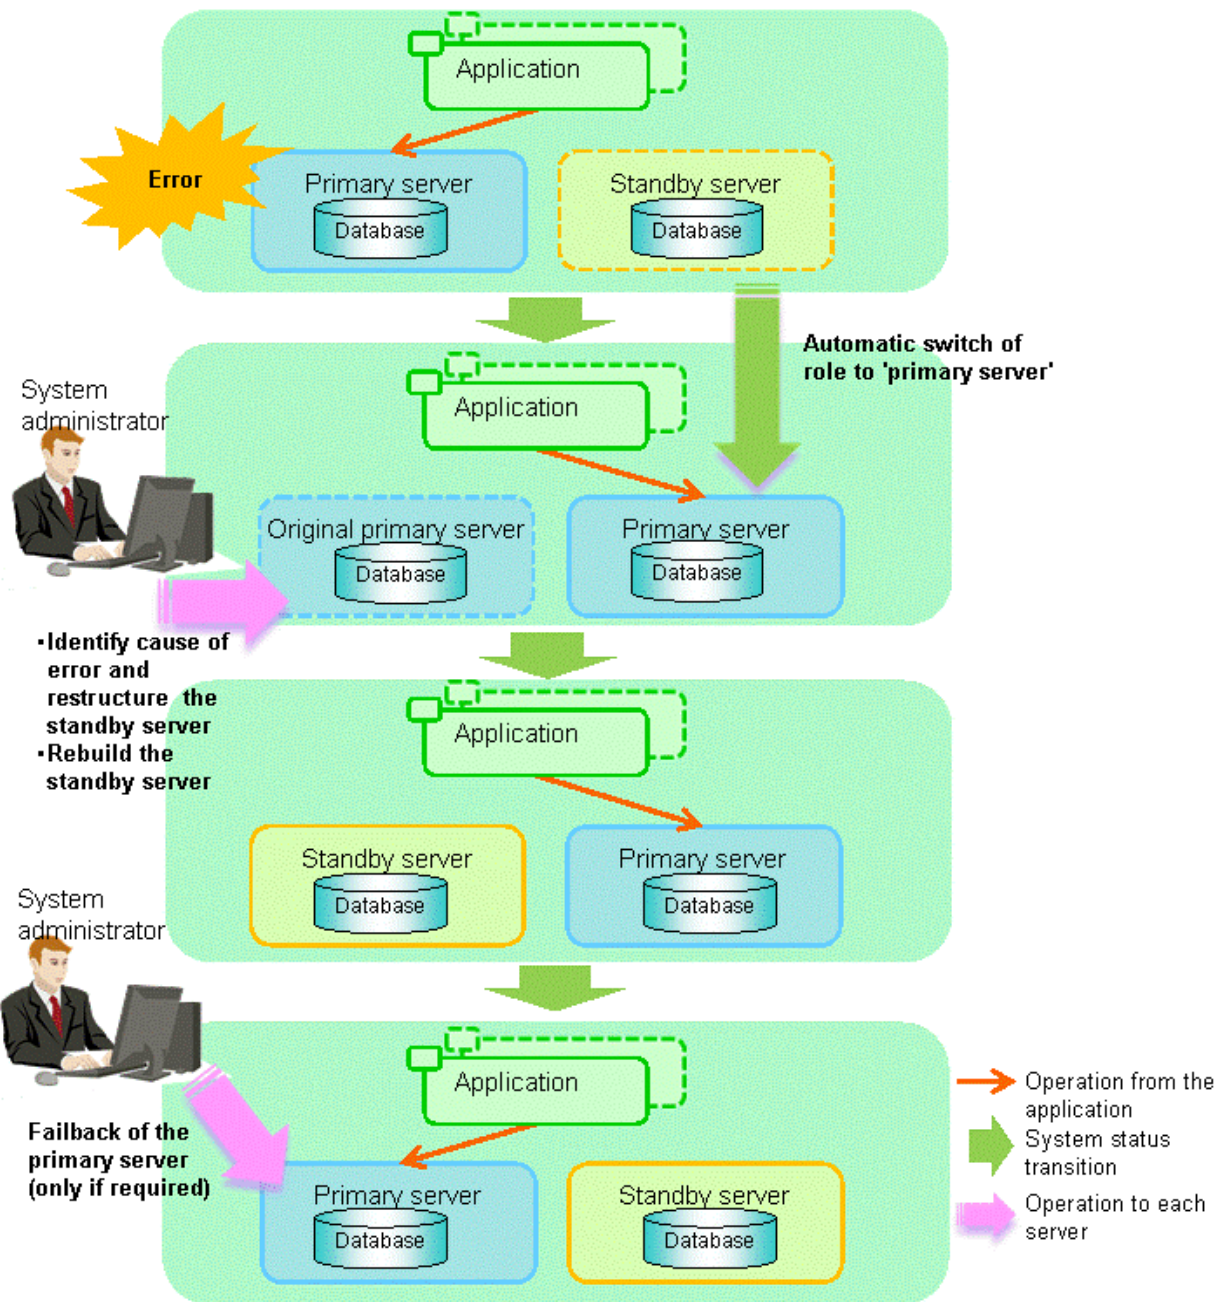 Application
Error
Primary server
Database
Standby server
Database
Automatic switch of
role to 'primary server'
System
administrator
Application
Original primary server
Database
Primary server
Database
・Identify cause of
error and
restructure the
standby server
・Rebuild the
standby server
Application
Standby server
Database
Primary server
Database
System
administrator
Application
Failback of the
primary server
(only if required)
Primary server
Database
Standby server
Database
Operation from the
application
System status
transition
Operation to each
server